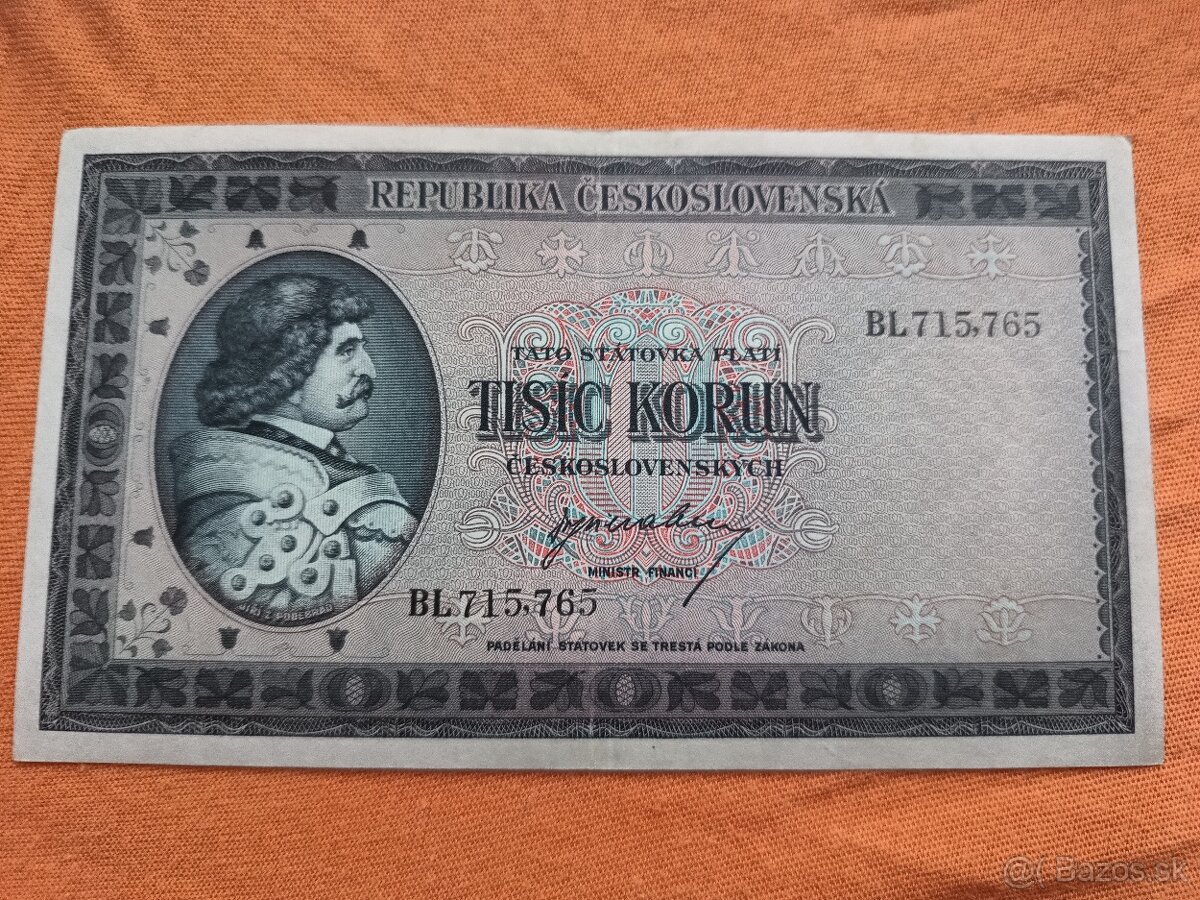 REPUBLIKA ČESKOSLOVENSKÁ
BL715,765
TATO STÁTOVKA PLATÍ
TISÍC KORUN
ČESKOSLOVENSKÝCH
MINISTR FINANCÍ
BL715,765
JIŘÍ Z PODĚBRAD
PADĚLÁNÍ STÁTOVEK SE TRESTÁ PODLE ZÁKONA
Bazos.sk